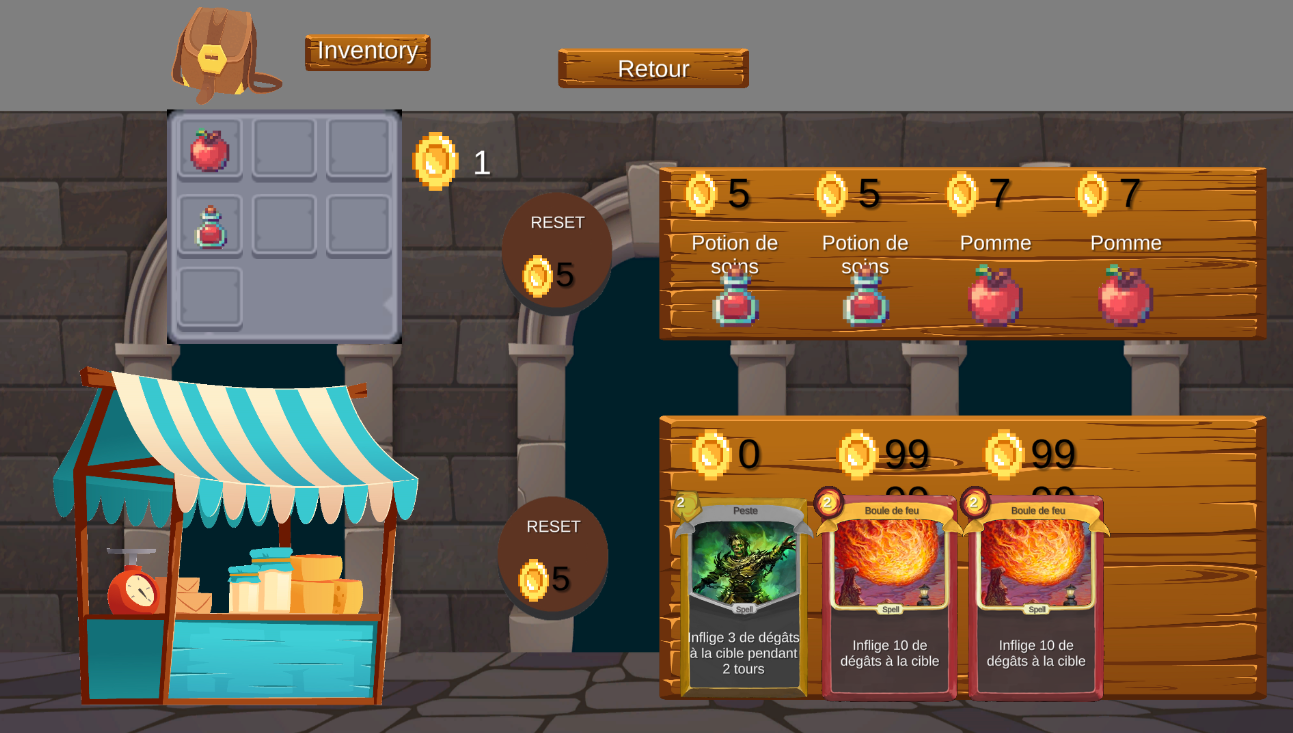 Inventory
Retour
1
RESET
5
5 5 7 7
Potion de Potion de Pomme Pomme
soins soins
RESET
5
0 99 99
2
Peste
Spell
Inflige 3 de dégâts
à la cible pendant
2 tours
2
Boule de feu
Spell
Inflige 10 de
dégâts à la cible
2
Boule de feu
Spell
Inflige 10 de
dégâts à la cible